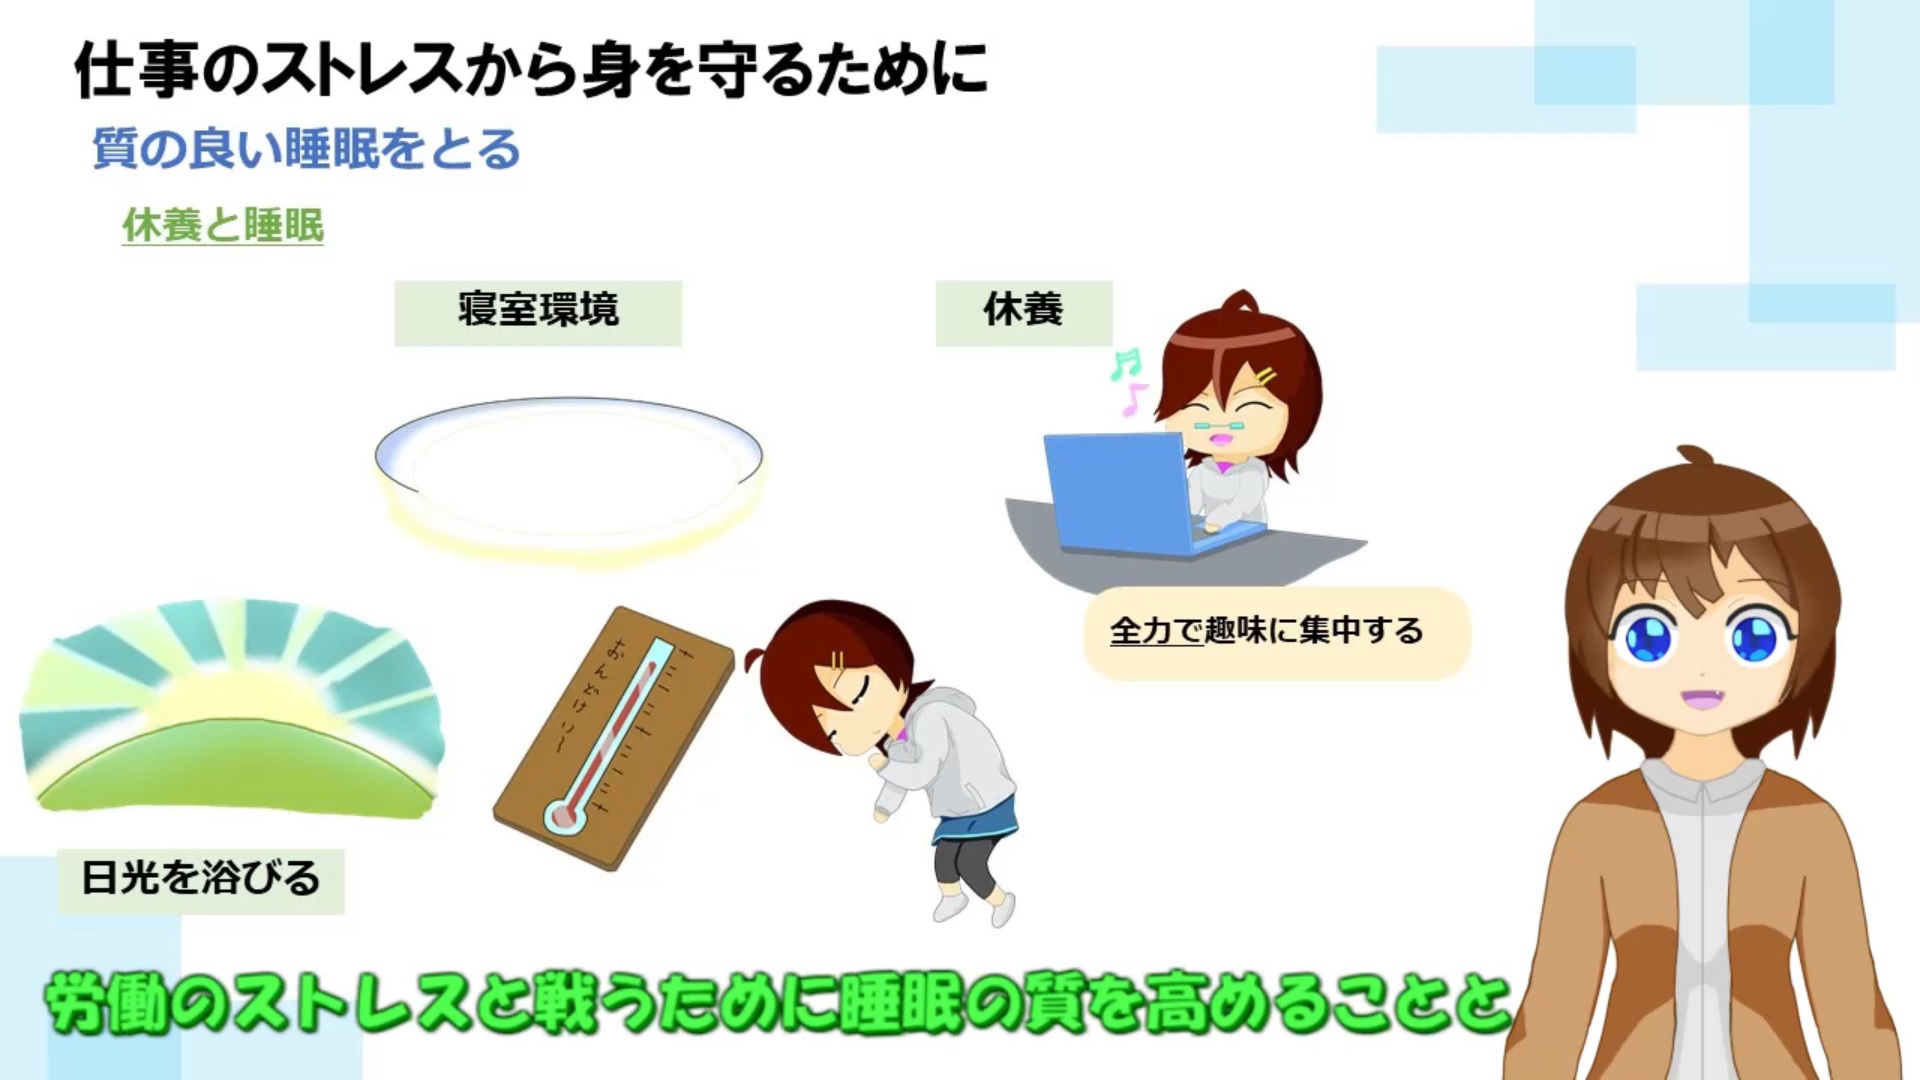 仕事のストレスから身を守るために
質の良い睡眠をとる
休養と睡眠
寝室環境
休養
全力で趣味に集中する
おんどけい
日光を浴びる
労働のストレスと戦うために睡眠の質を高めることと